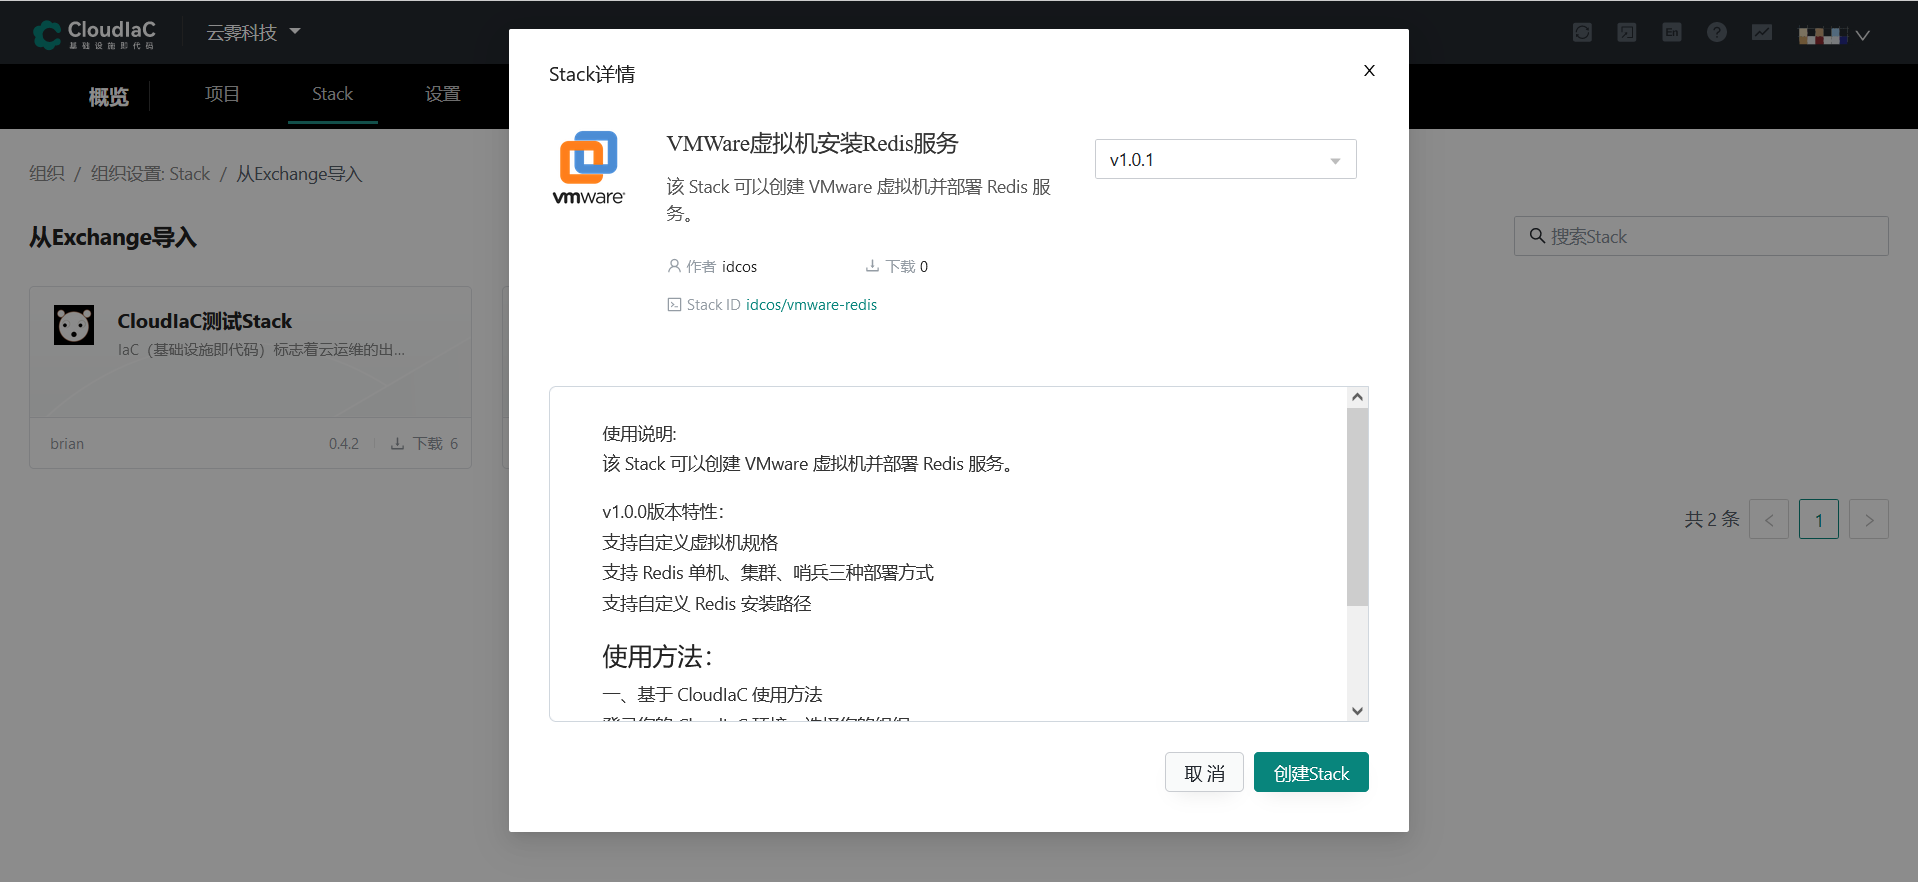 CloudIaC
基础设施即代码
云霁科技
En
概览
项目
Stack
设置
组织 / 组织设置: Stack / 从Exchange导入
从Exchange导入
搜索Stack
CloudIaC测试Stack
IaC（基础设施即代码）标志着云运维的出...
brian
0.4.2
下载 6
共 2 条
1
Stack详情
vmware
VMWare虚拟机安装Redis服务
v1.0.1
该 Stack 可以创建 VMware 虚拟机并部署 Redis 服
务。
作者 idcos
下载 0
Stack ID idcos/vmware-redis
使用说明:
该 Stack 可以创建 VMware 虚拟机并部署 Redis 服务。
v1.0.0版本特性：
支持自定义虚拟机规格
支持 Redis 单机、集群、哨兵三种部署方式
支持自定义 Redis 安装路径
使用方法：
一、基于 CloudIaC 使用方法
取 消
创建Stack